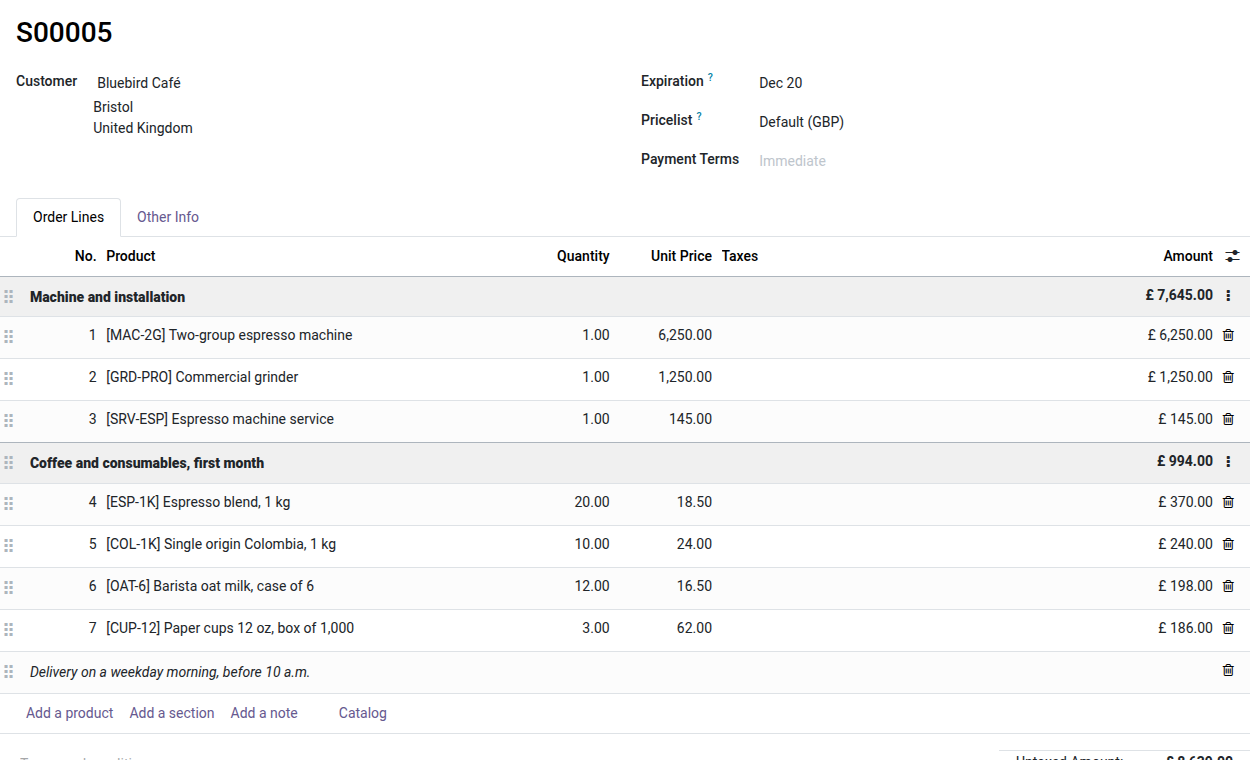 S00005
Customer Bluebird Café
Bristol
United Kingdom
Expiration ? Dec 20
Pricelist ? Default (GBP)
Payment Terms Immediate
Order Lines Other Info
No. Product Quantity Unit Price Taxes Amount
Machine and installation £ 7,645.00
1 [MAC-2G] Two-group espresso machine 1.00 6,250.00 £ 6,250.00
2 [GRD-PRO] Commercial grinder 1.00 1,250.00 £ 1,250.00
3 [SRV-ESP] Espresso machine service 1.00 145.00 £ 145.00
Coffee and consumables, first month £ 994.00
4 [ESP-1K] Espresso blend, 1 kg 20.00 18.50 £ 370.00
5 [COL-1K] Single origin Colombia, 1 kg 10.00 24.00 £ 240.00
6 [OAT-6] Barista oat milk, case of 6 12.00 16.50 £ 198.00
7 [CUP-12] Paper cups 12 oz, box of 1,000 3.00 62.00 £ 186.00
Delivery on a weekday morning, before 10 a.m.
Add a product Add a section Add a note Catalog
Untaxed Amount: £ 8,639.00